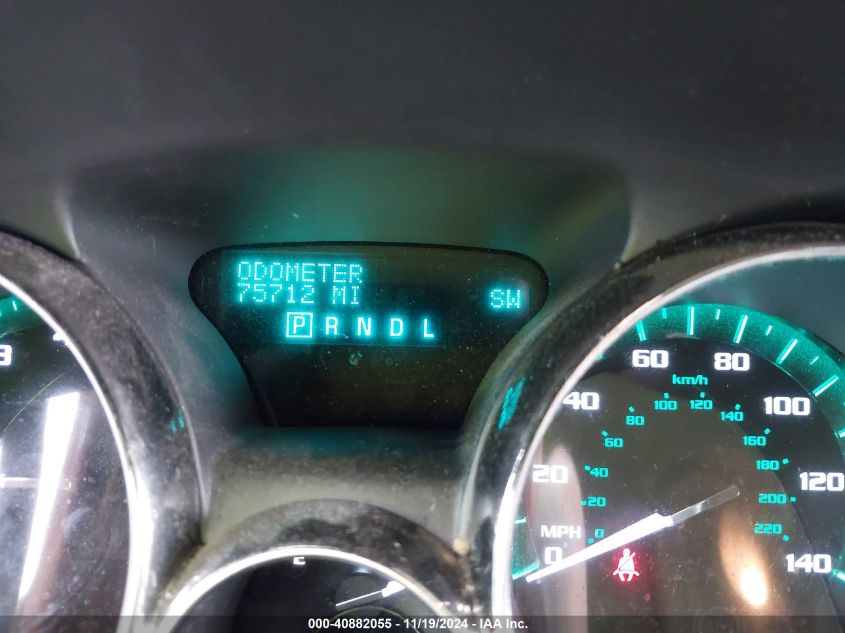 ODOMETER
75712 MI SW
P R N D L
60 80
km/h
40 80 100 120 140 100
60 160
20 40 180 120
20 200
MPH 0 220
0 140
3
000-40882055 - 11/19/2024 - IAA Inc.